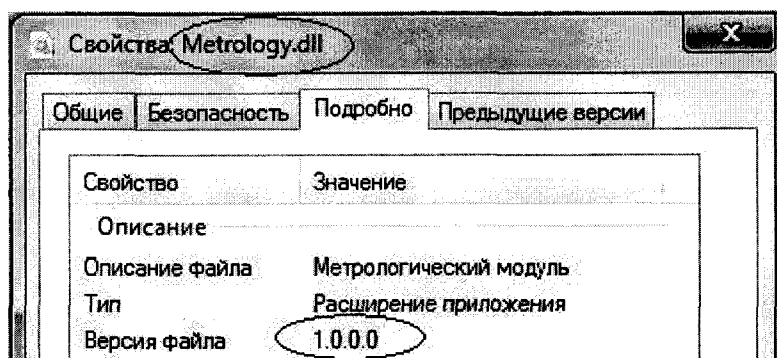 Свойства: Metrology.dll
Общие Безопасность Подробно Предыдущие версии
Свойство Значение
Описание
Описание файла Метрологический модуль
Тип Расширение приложения
Версия файла 1.0.0.0